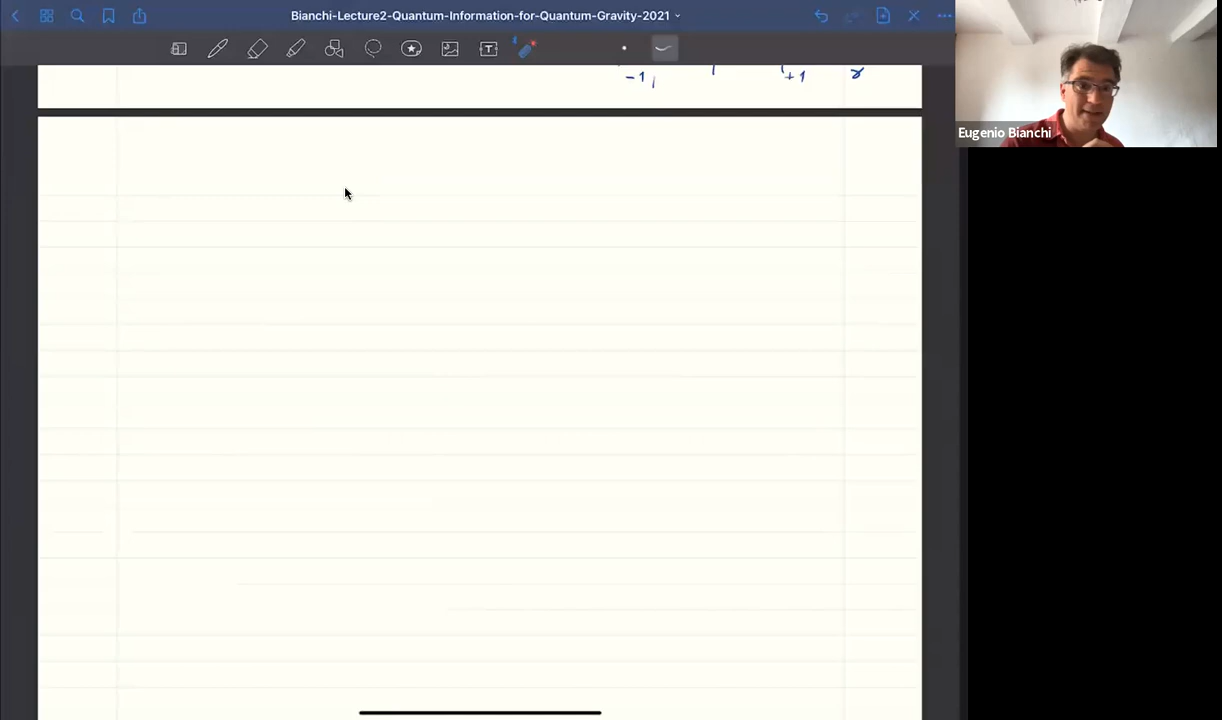 Bianchi-Lecture2-Quantum-Information-for-Quantum-Gravity-2021
Eugenio Bianchi
-1 +1 γ